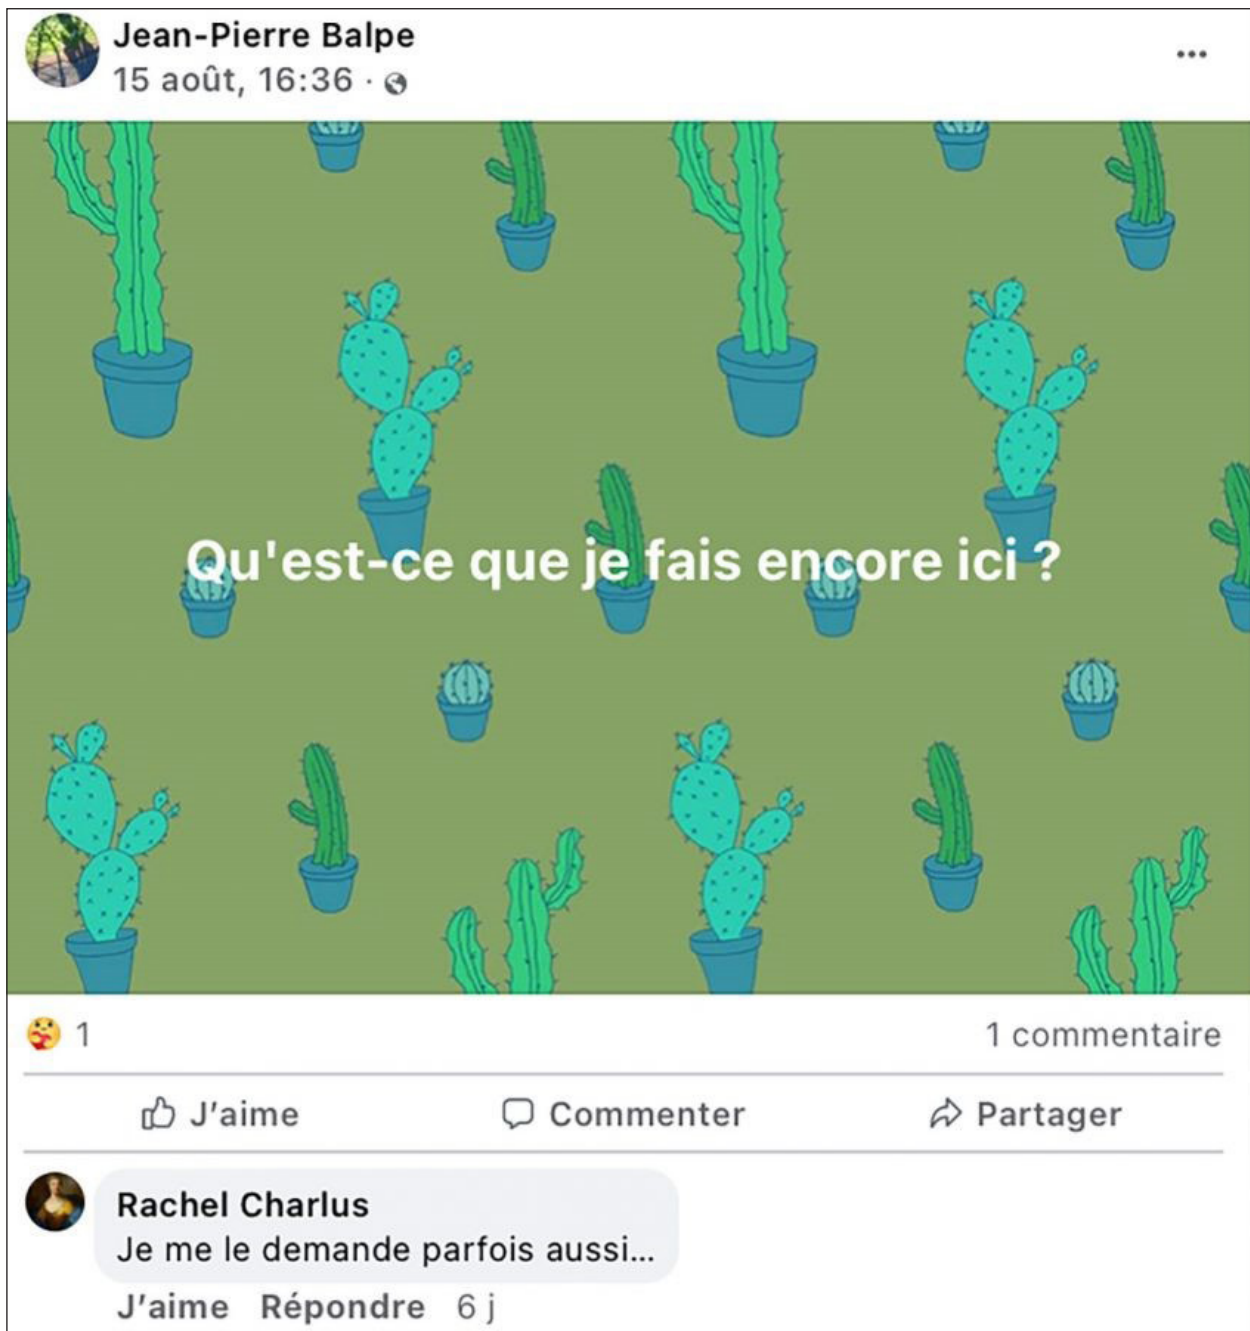 Jean-Pierre Balpe
15 août, 16:36 ·
Qu'est-ce que je fais encore ici ?
1
1 commentaire
J'aime
Commenter
Partager
Rachel Charlus
Je me le demande parfois aussi...
J'aime Répondre 6 j